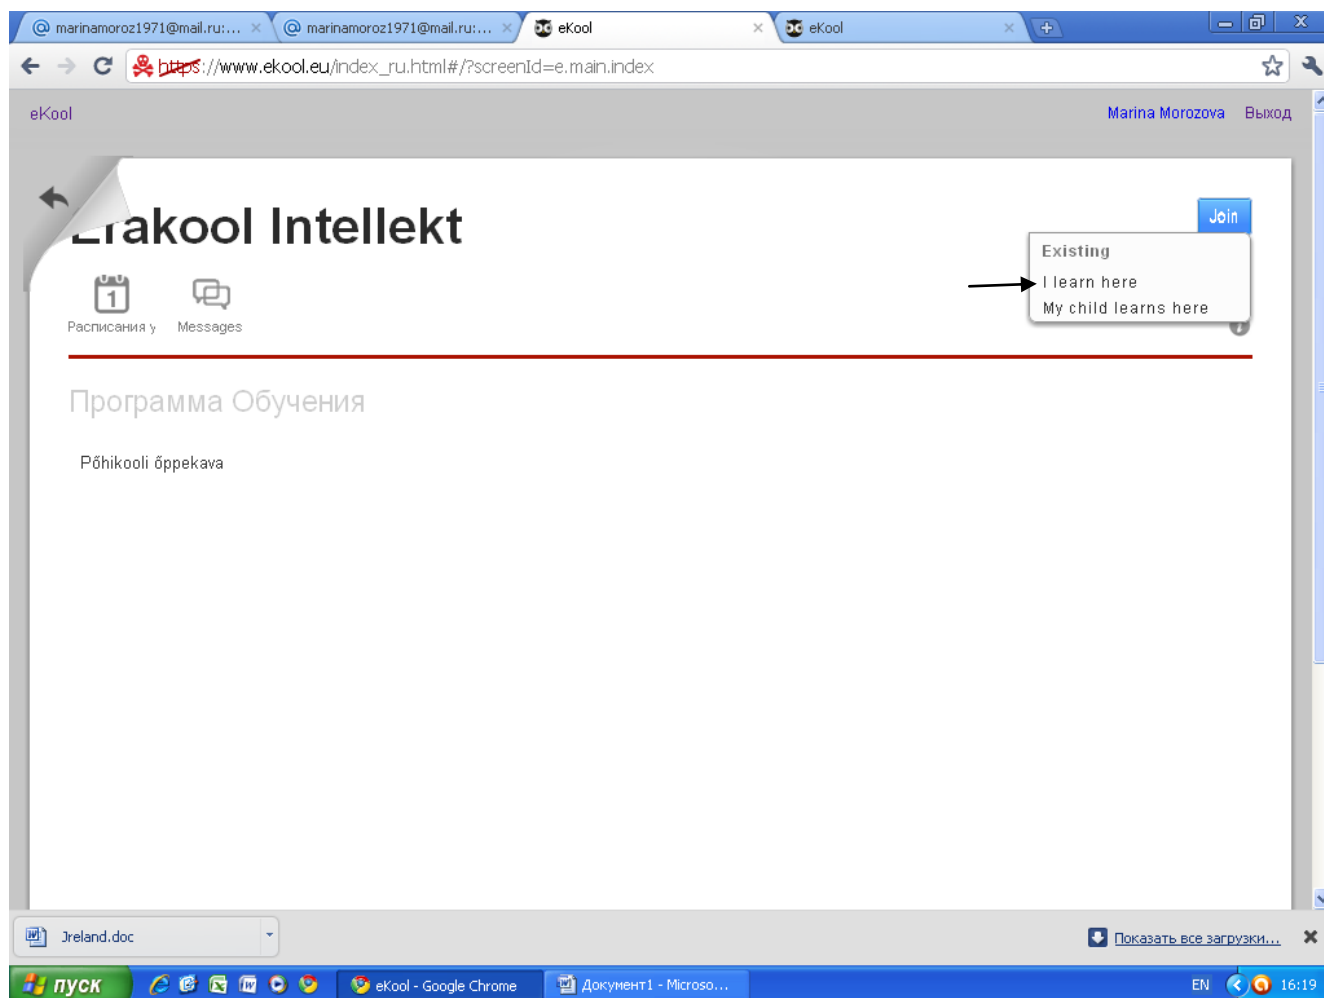 marinamoroz1971@mail.ru:... marinamoroz1971@mail.ru:... eKool eKool
https://www.ekool.eu/index_ru.html#/?screenId=e.main.index
eKool Marina Morozova Выход
Erakool Intellekt
Join
Existing
I learn here
My child learns here
1
Расписания у Messages
Программа Обучения
Põhikooli õppekava
Jreland.doc Показать все загрузки...
пуск eKool - Google Chrome Документ1 - Microso... EN 16:19